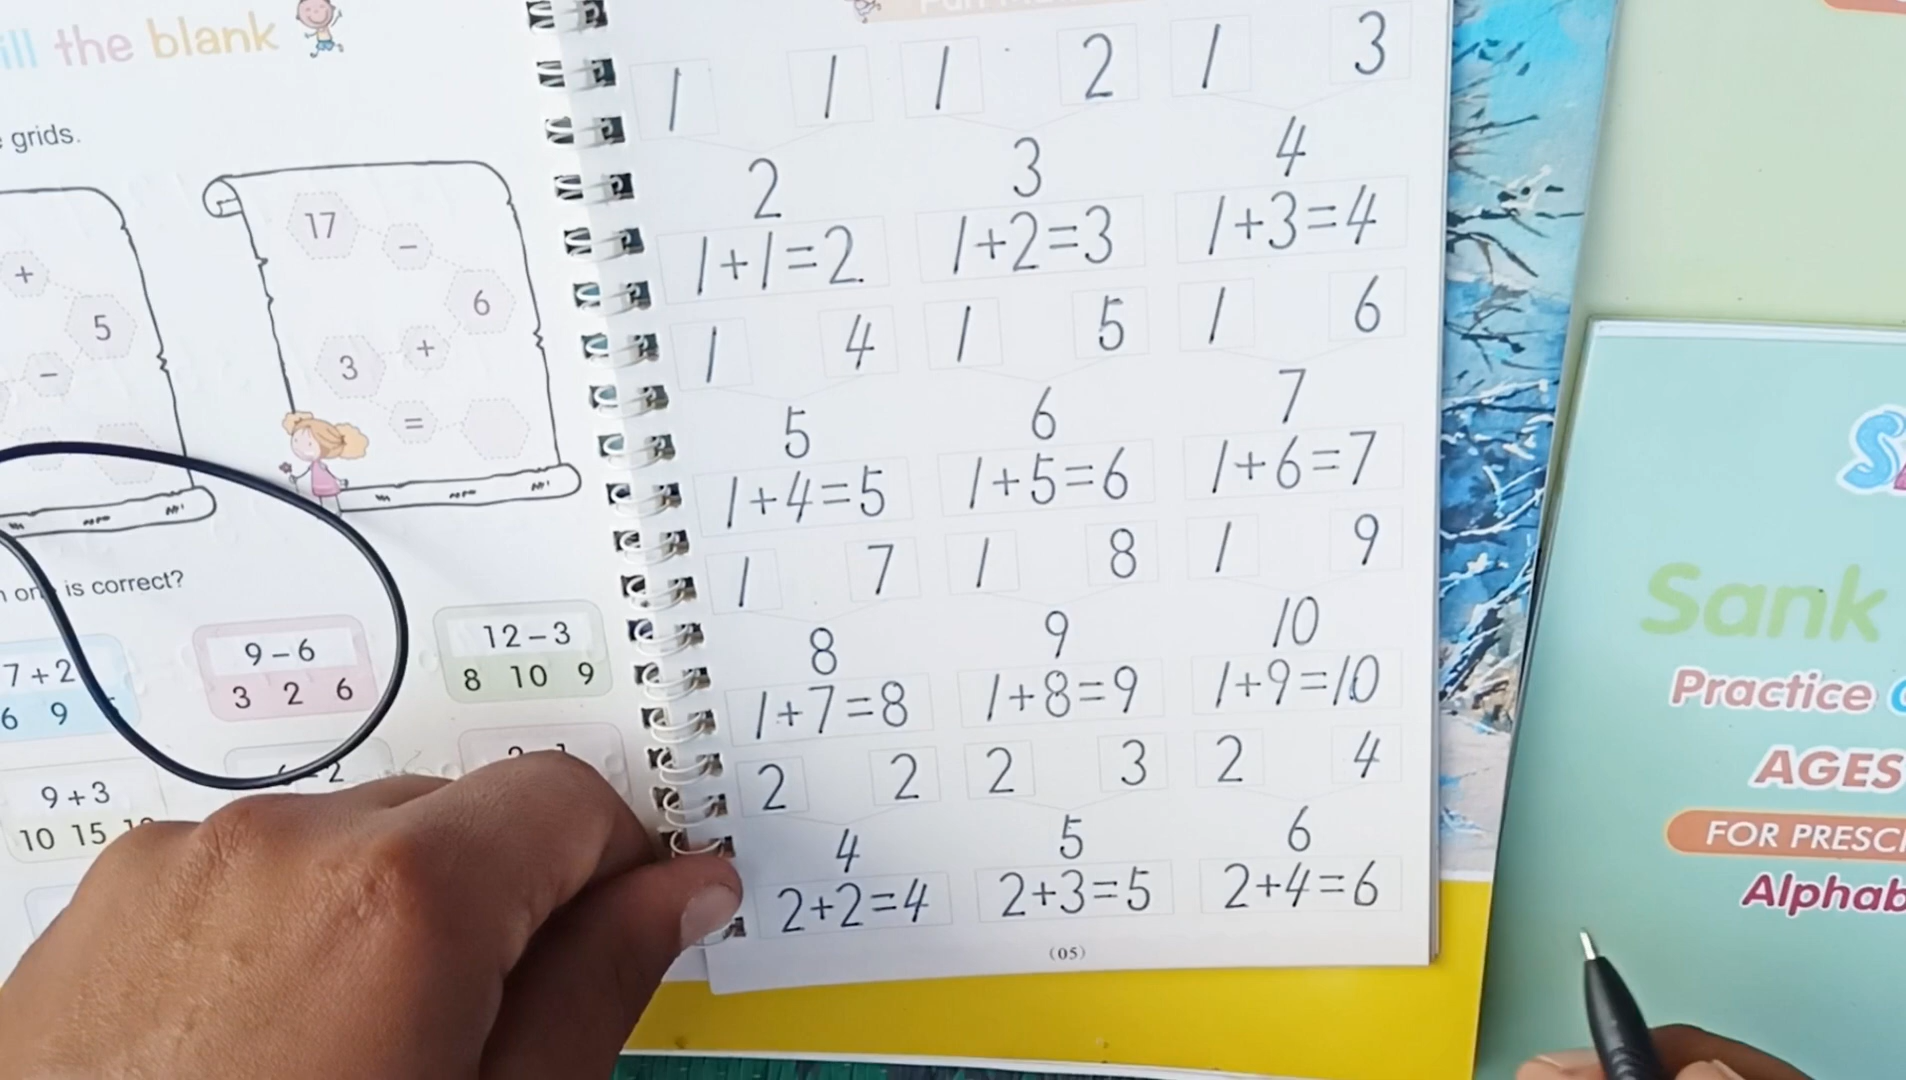 ill the blank
grids.
+
5
−
17
−
6
+
3
=
is correct?
7+2
6 9
9−6
3 2 6
12−3
8 10 9
9+3
10 15
1 1 1 2 1 3
2 3 4
1+1=2 1+2=3 1+3=4
1 4 1 5 1 6
5 6 7
1+4=5 1+5=6 1+6=7
1 7 1 8 1 9
8 9 10
1+7=8 1+8=9 1+9=10
2 2 2 3 2 4
4 5 6
2+2=4 2+3=5 2+4=6
(05)
Sank
Practice
AGES
FOR PRESC
Alphab